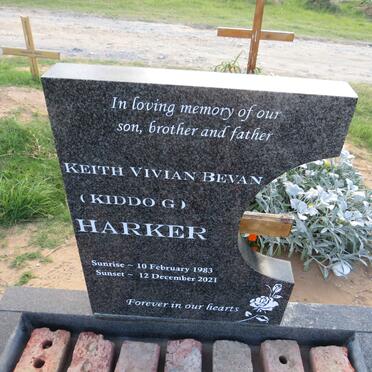 In loving memory of our
son, brother and father
KEITH VIVIAN BEVAN
(KIDDO G)
HARKER
Sunrise ~ 10 February 1983
Sunset ~ 12 December 2021
Forever in our hearts